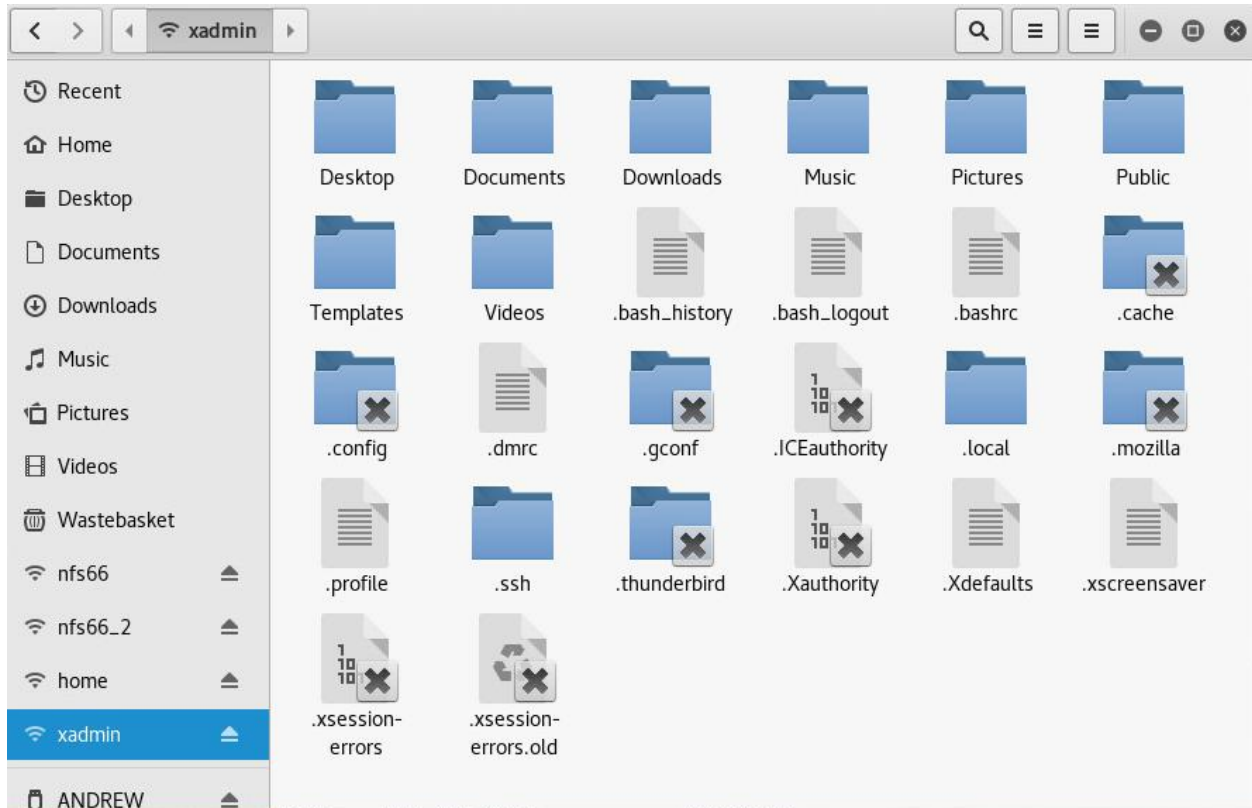 xadmin
Recent
Home
Desktop
Documents
Downloads
Music
Pictures
Videos
Wastebasket
nfs66
nfs66_2
home
xadmin
ANDREW
Desktop Documents Downloads Music Pictures Public
Templates Videos .bash_history .bash_logout .bashrc .cache
.config .dmrc .gconf .ICEauthority .local .mozilla
.profile .ssh .thunderbird .Xauthority .Xdefaults .xscreensaver
.xsession-errors .xsession-errors.old